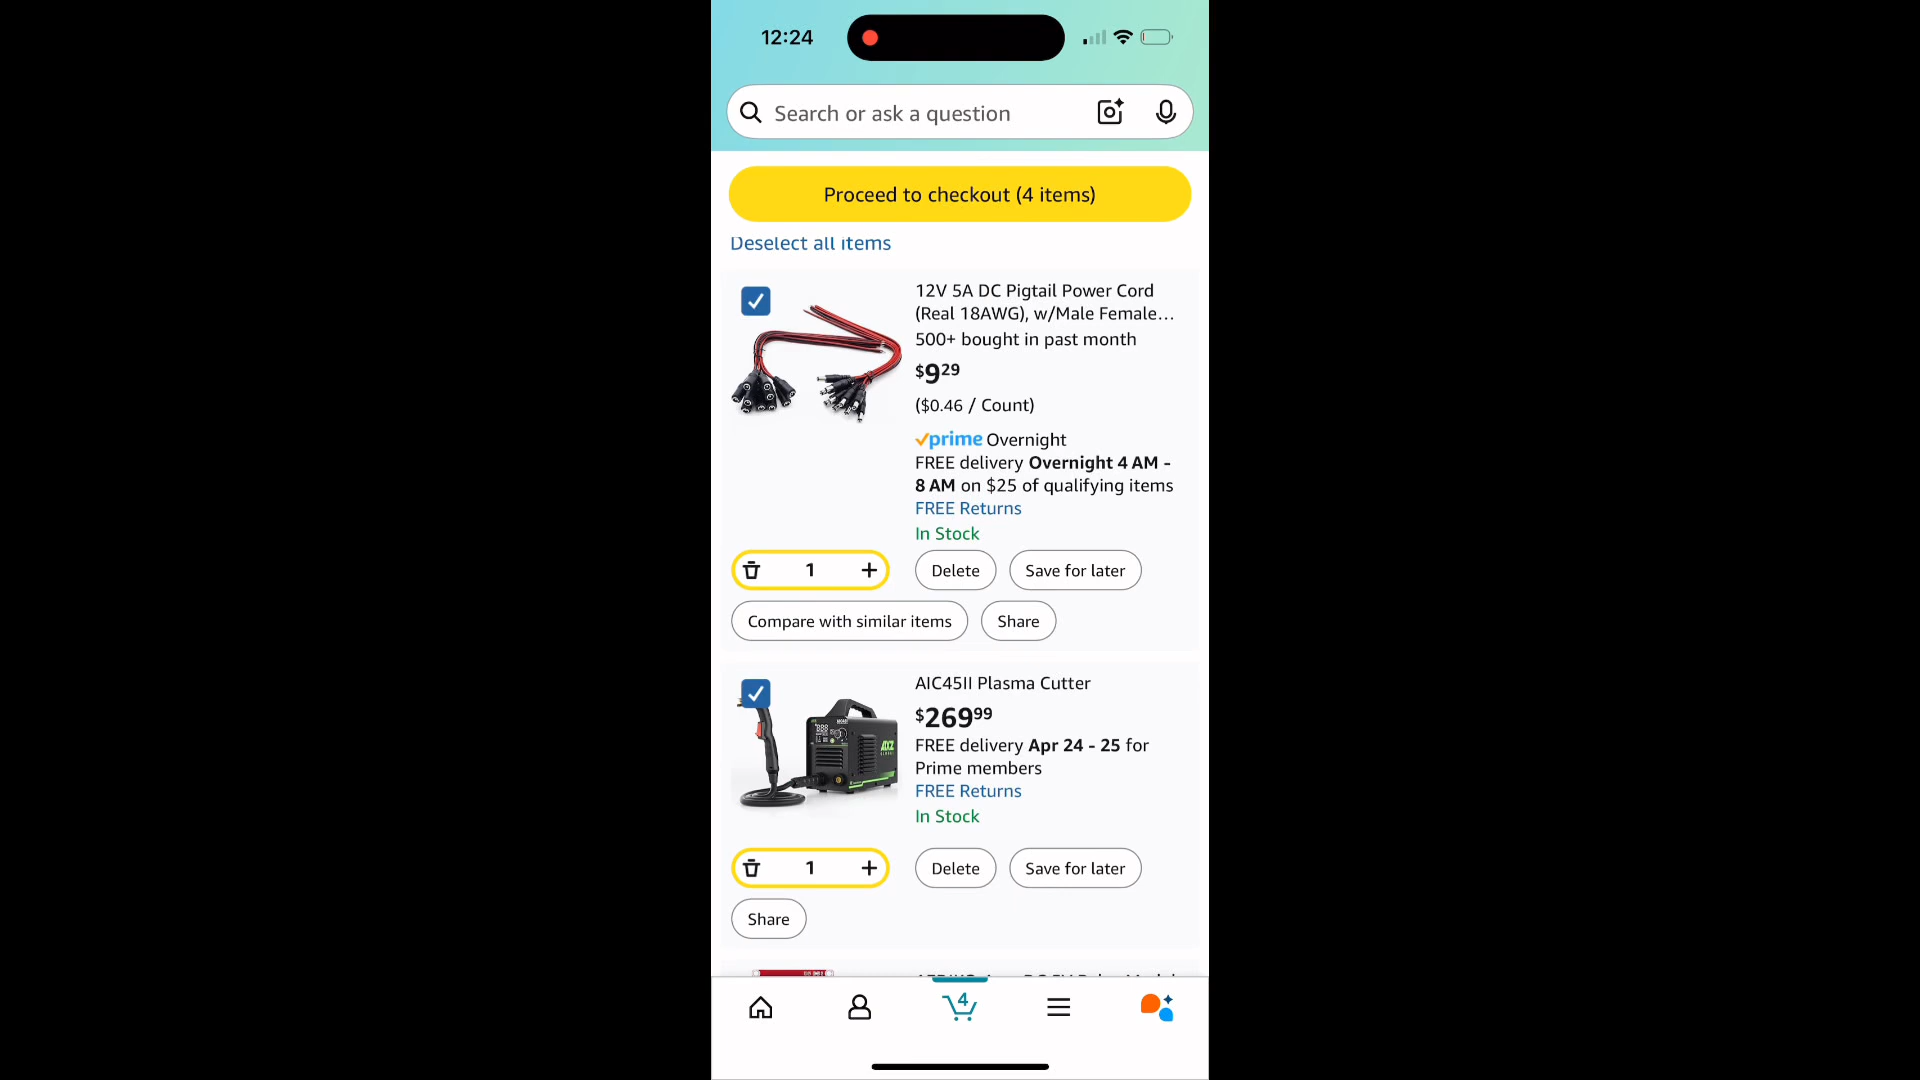 12:24
Search or ask a question
Proceed to checkout (4 items)
Deselect all items
12V 5A DC Pigtail Power Cord
(Real 18AWG), w/Male Female...
500+ bought in past month
$9 29
($0.46 / Count)
prime Overnight
FREE delivery Overnight 4 AM -
8 AM on $25 of qualifying items
FREE Returns
In Stock
1
Delete
Save for later
Compare with similar items
Share
AIC45II Plasma Cutter
$269 99
FREE delivery Apr 24 - 25 for
Prime members
FREE Returns
In Stock
1
Delete
Save for later
Share
4